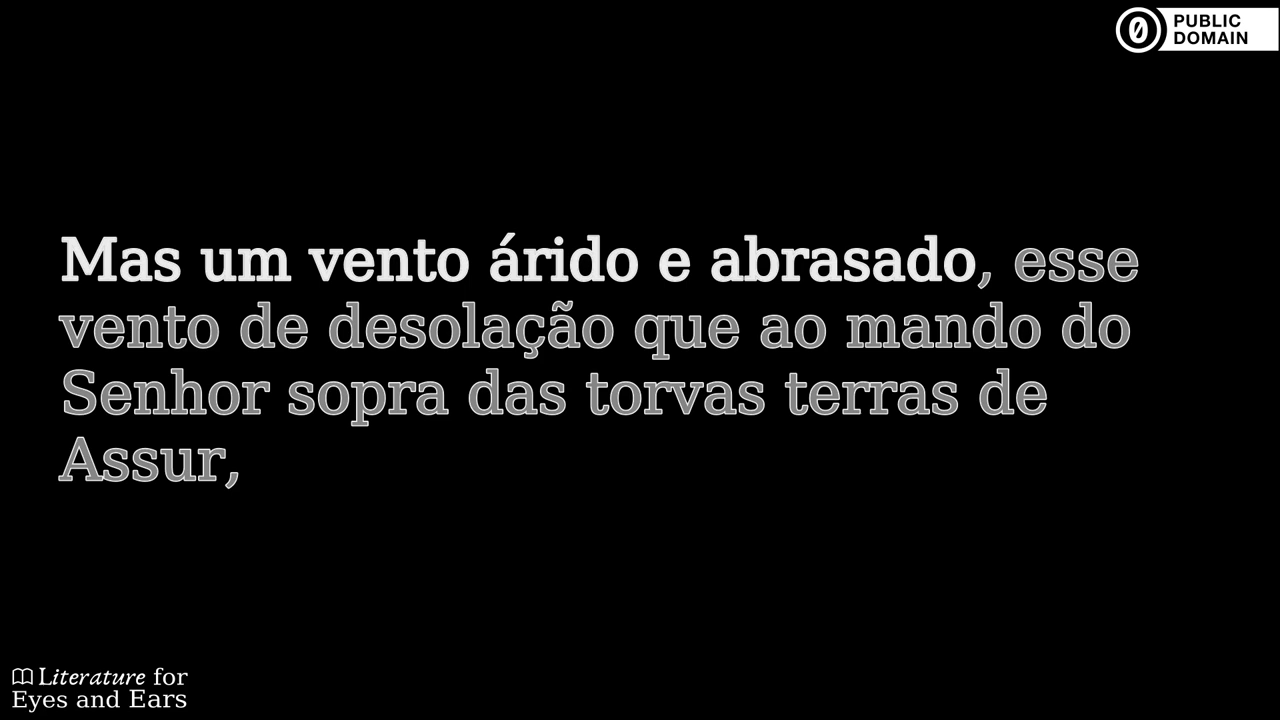 PUBLIC
DOMAIN
Mas um vento árido e abrasado, esse
vento de desolação que ao mando do
Senhor sopra das torvas terras de
Assur,
Literature for
Eyes and Ears